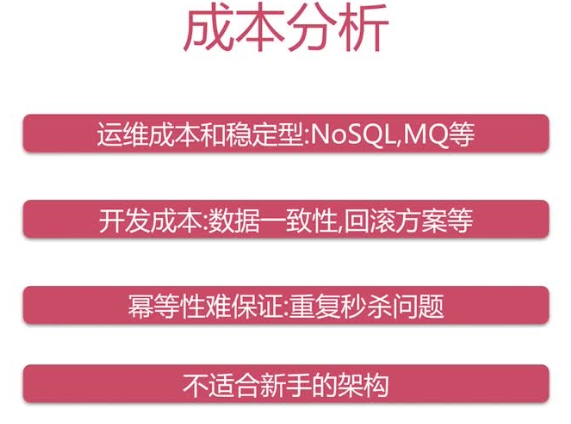 成本分析
运维成本和稳定型:NoSQL,MQ等
开发成本:数据一致性,回滚方案等
幂等性难保证:重复秒杀问题
不适合新手的架构